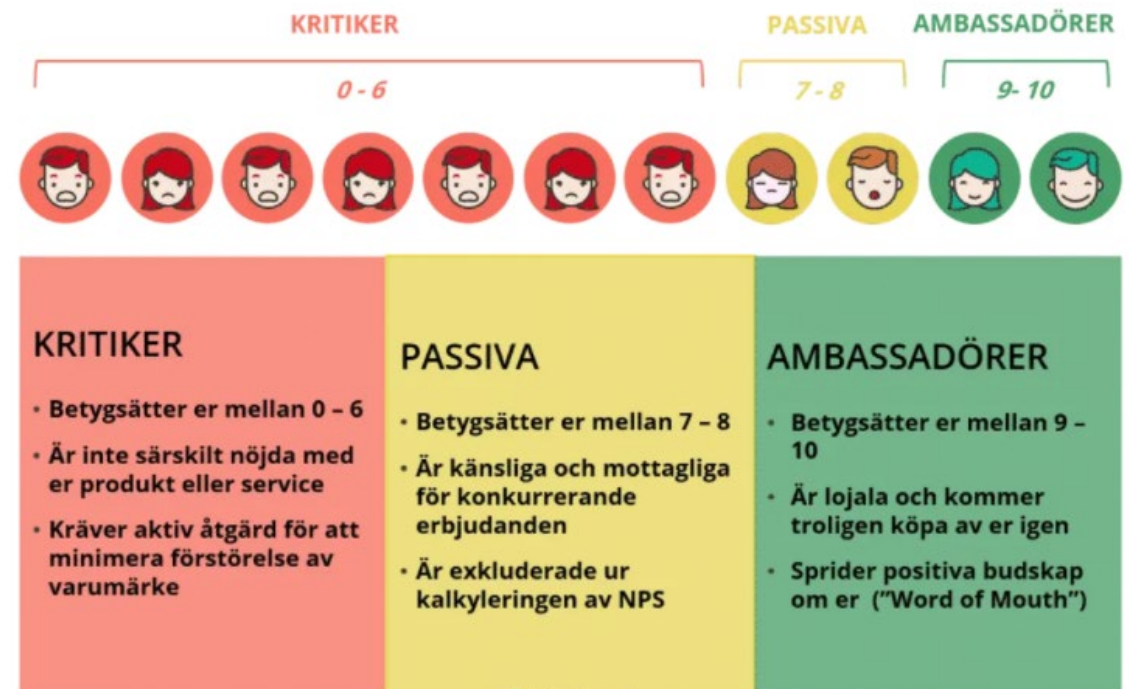 KRITIKER
PASSIVA
AMBASSADÖRER
0 - 6
7 - 8
9- 10
KRITIKER
• Betygsätter er mellan 0 – 6
• Är inte särskilt nöjda med
er produkt eller service
• Kräver aktiv åtgärd för att
minimera förstörelse av
varumärke
PASSIVA
• Betygsätter er mellan 7 – 8
• Är känsliga och mottagliga
för konkurrerande
erbjudanden
• Är exkluderade ur
kalkyleringen av NPS
AMBASSADÖRER
• Betygsätter er mellan 9 –
10
• Är lojala och kommer
troligen köpa av er igen
• Sprider positiva budskap
om er (”Word of Mouth”)